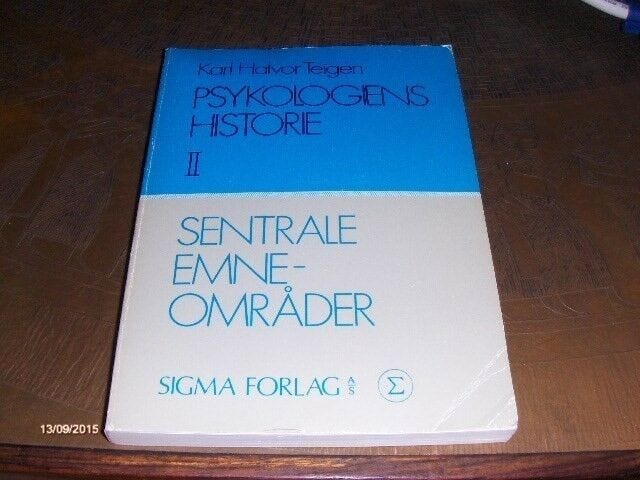 Karl Halvor Teigen
PSYKOLOGIENS
HISTORIE
II
SENTRALE
EMNE-
OMRÅDER
SIGMA FORLAG A/S Σ
13/09/2015